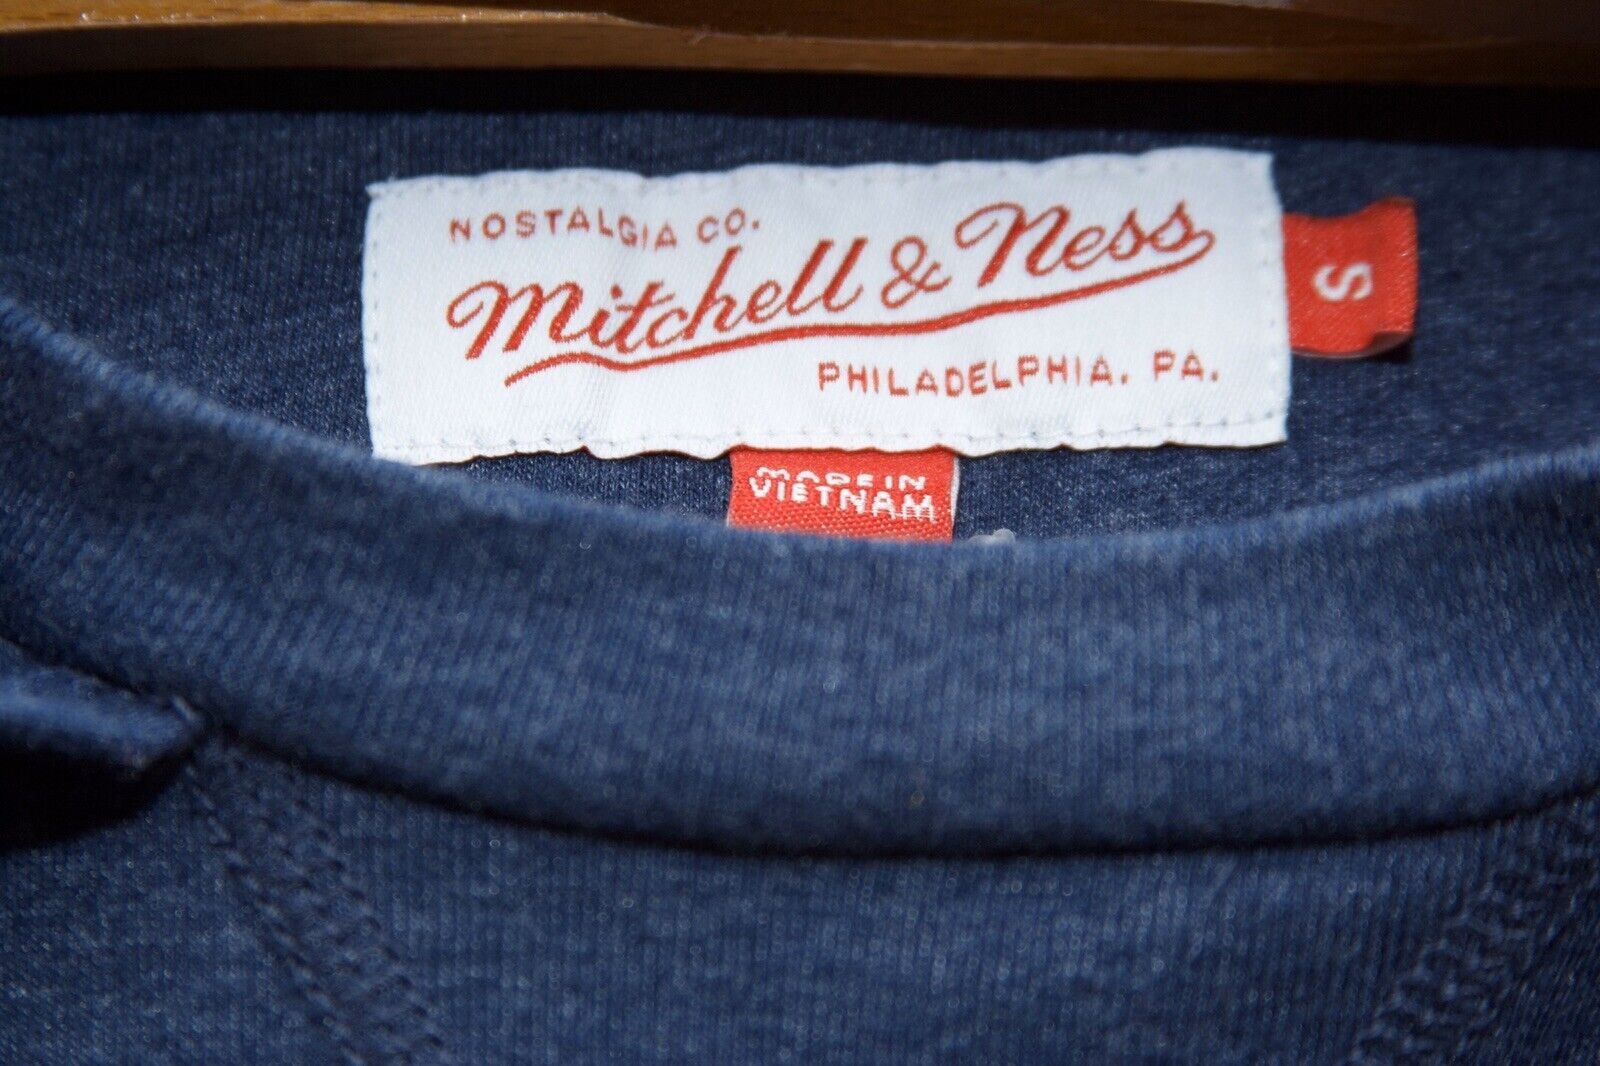 NOSTALGIA CO.
Mitchell & Ness
PHILADELPHIA, PA.
S
MADE IN
VIETNAM